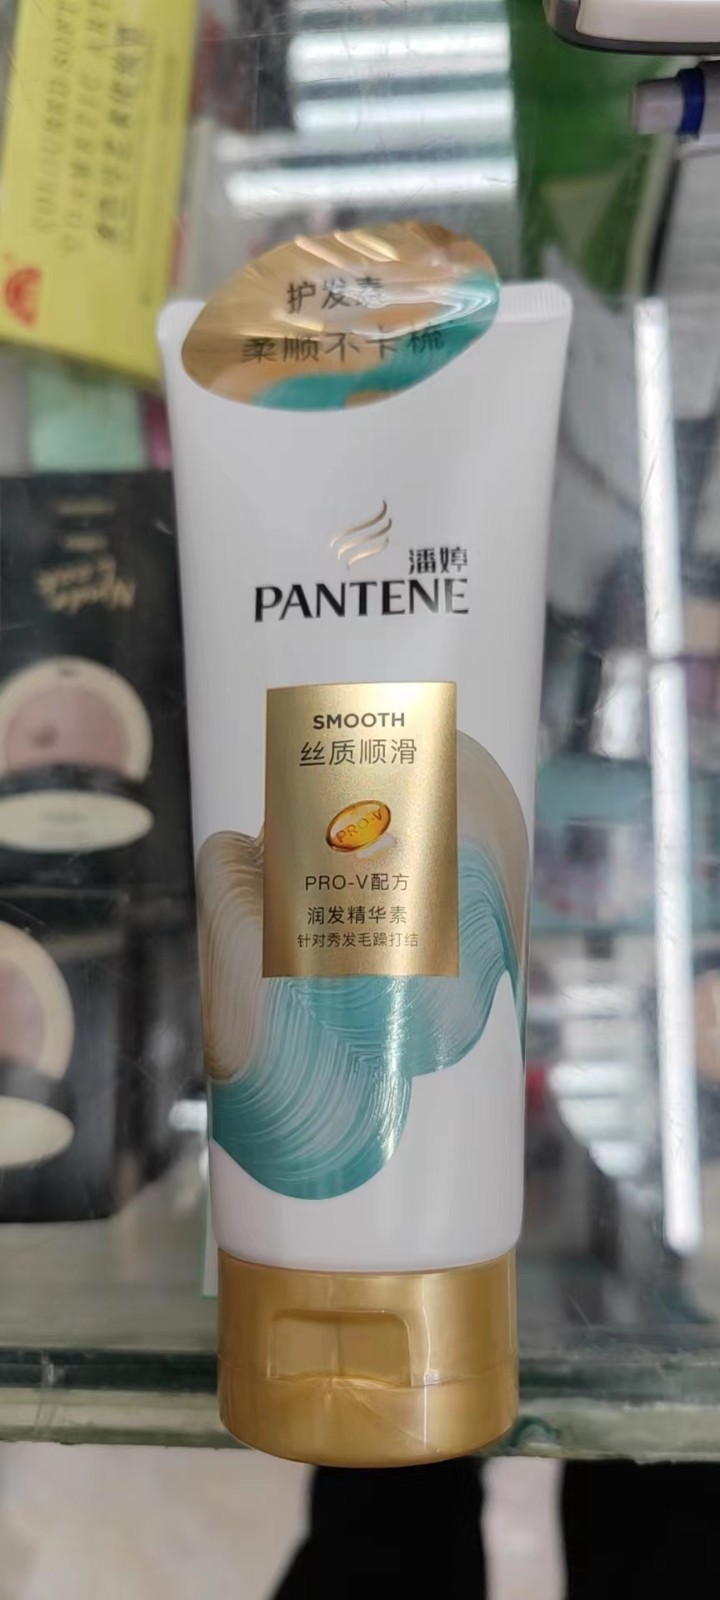 护发素
柔顺不卡梳
潘婷
PANTENE
SMOOTH
丝质顺滑
PRO-V
PRO-V配方
润发精华素
针对秀发毛躁打结